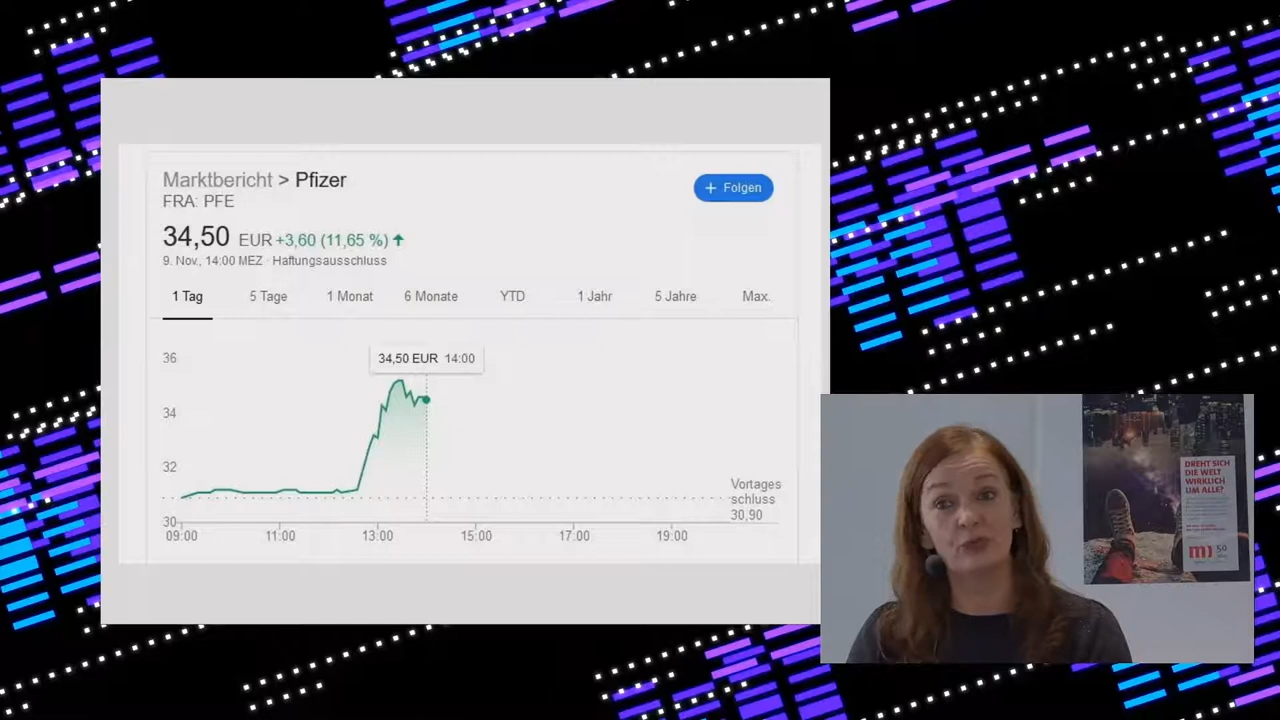 Marktbericht > Pfizer
FRA: PFE
+ Folgen
34,50 EUR +3,60 (11,65 %) ↑
9. Nov., 14:00 MEZ · Haftungsausschluss
1 Tag 5 Tage 1 Monat 6 Monate YTD 1 Jahr 5 Jahre Max.
34,50 EUR 14:00
36
34
32
30
Vortages
schluss
30,90
09:00 11:00 13:00 15:00 17:00 19:00
DREHT SICH
DIE WELT
WIRKLICH
UM ALLE?
m)
50